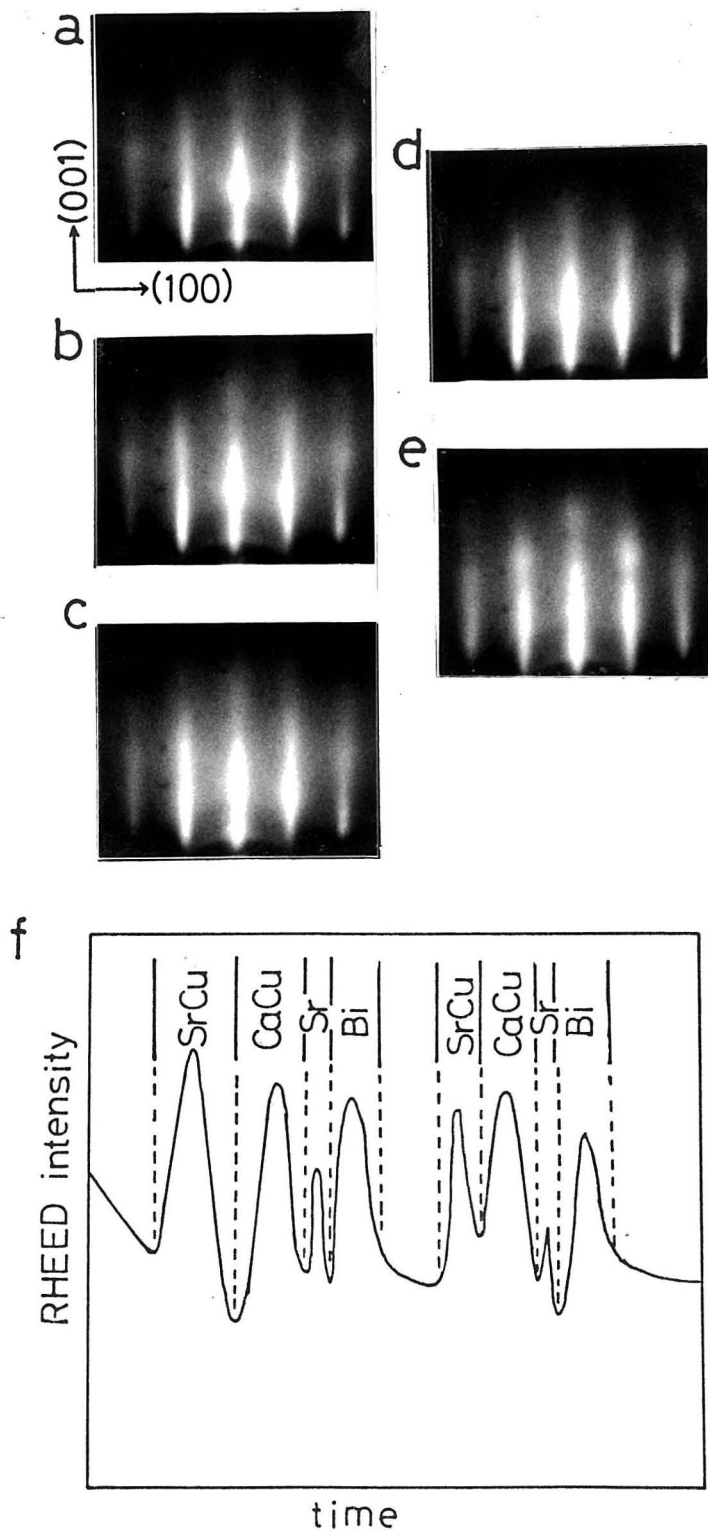 a
(001)
(100)
b
c
d
e
f
SrCu
CaCu
Sr
Bi
SrCu
CaCu
Sr
Bi
RHEED intensity
time